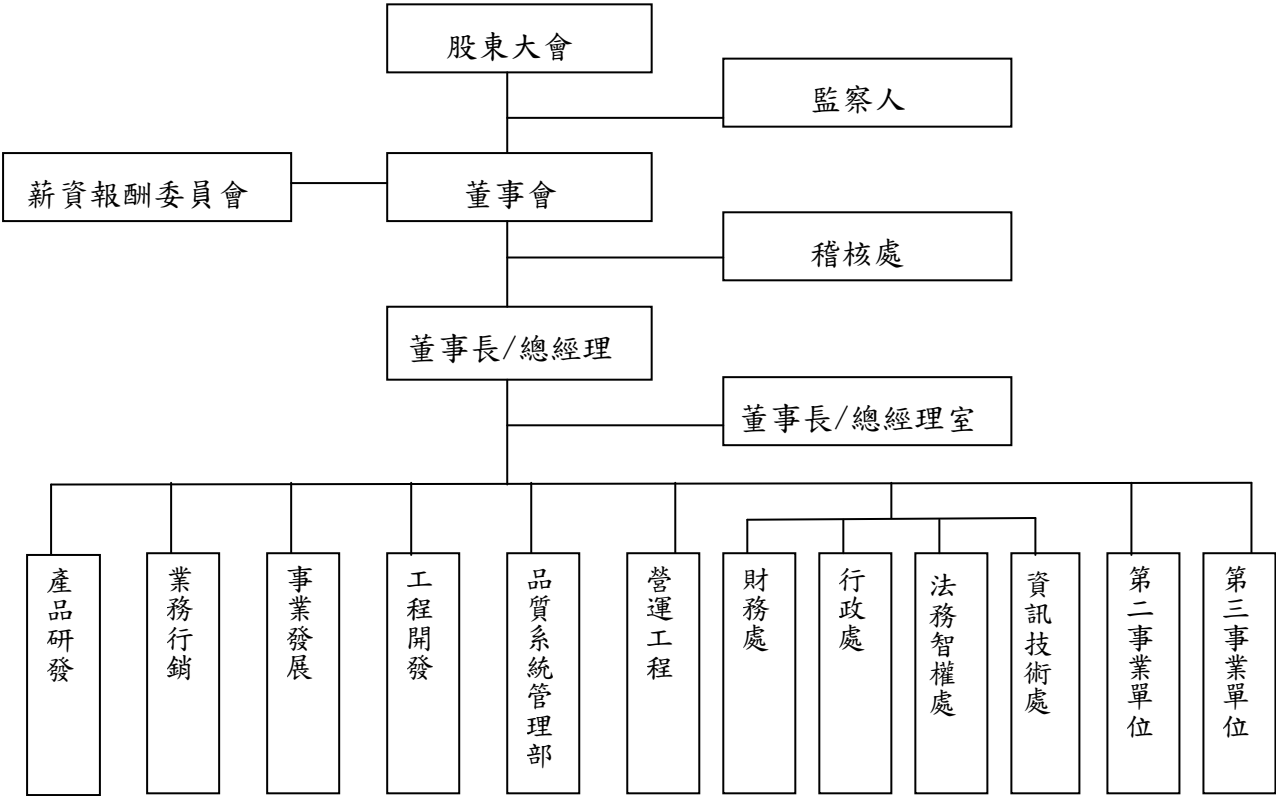 股東大會
監察人
薪資報酬委員會
董事會
稽核處
董事長/總經理
董事長/總經理室
產品研發
業務行銷
事業發展
工程開發
品質系統管理部
營運工程
財務處
行政處
法務智權處
資訊技術處
第二事業單位
第三事業單位